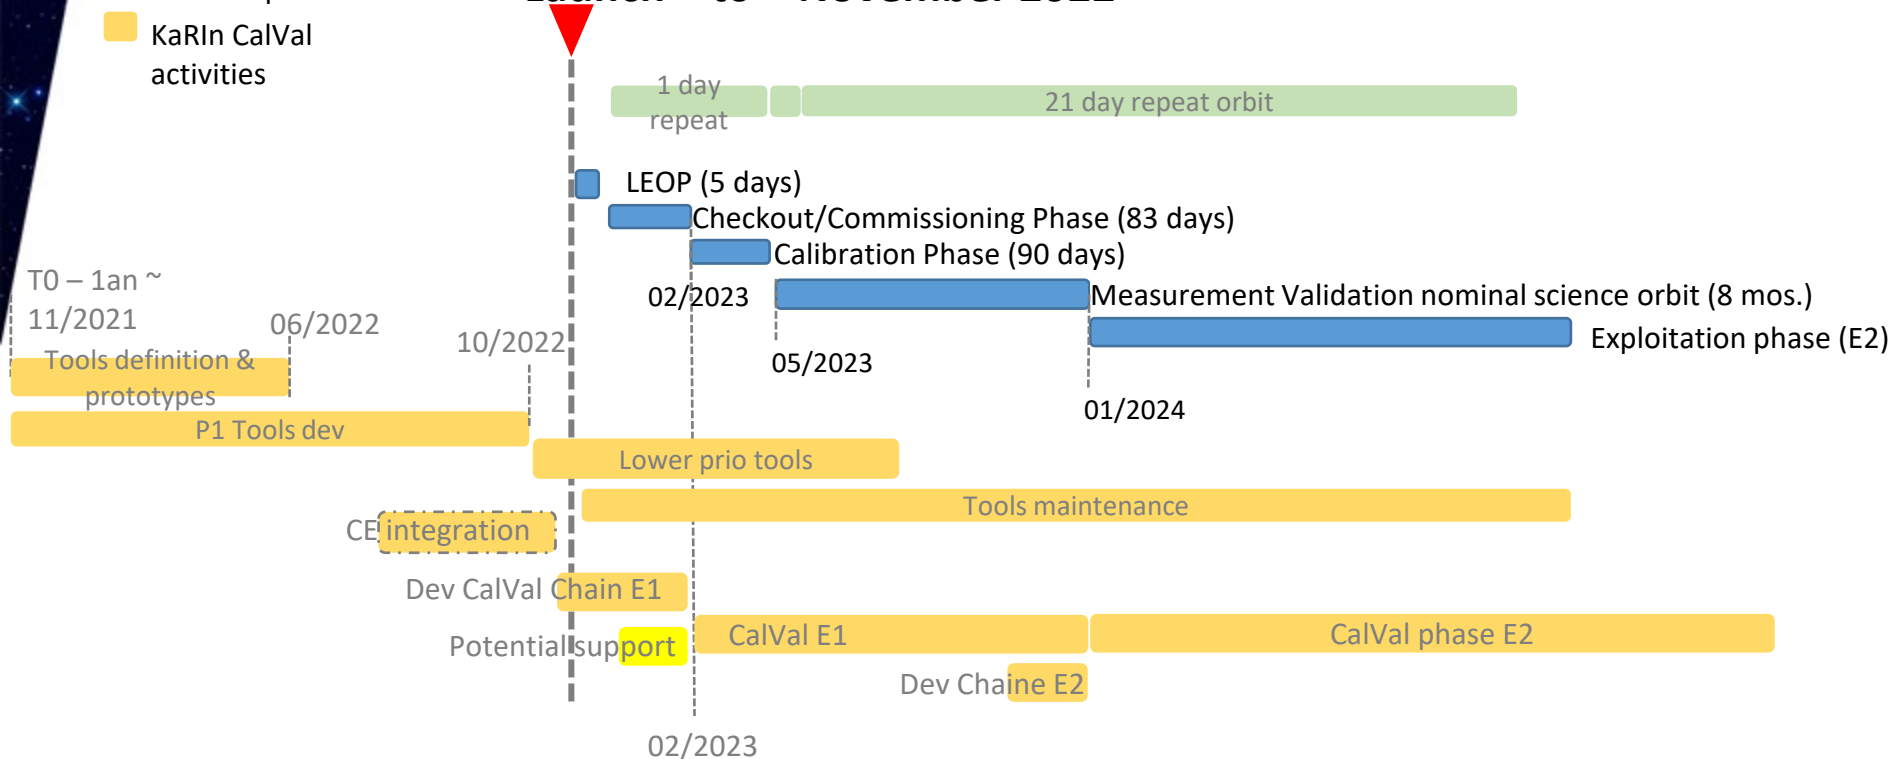 KaRIn CalVal
activities
1 day
repeat
21 day repeat orbit
LEOP (5 days)
Checkout/Commissioning Phase (83 days)
Calibration Phase (90 days)
02/2023
Measurement Validation nominal science orbit (8 mos.)
Exploitation phase (E2)
05/2023
01/2024
T0 – 1an ~
11/2021
06/2022
10/2022
Tools definition &
prototypes
P1 Tools dev
Lower prio tools
Tools maintenance
CE integration
Dev CalVal Chain E1
Potential support
CalVal E1
CalVal phase E2
Dev Chaine E2
02/2023